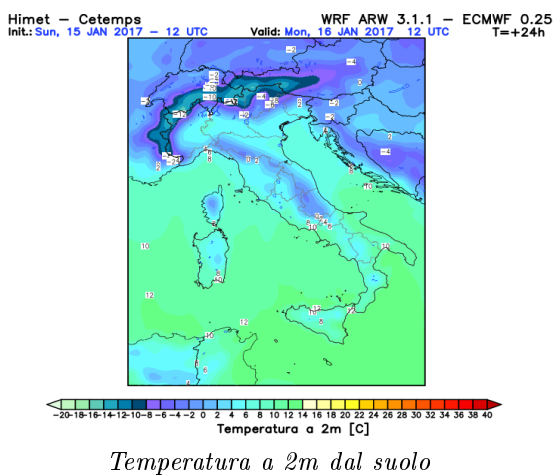 Himet – Cetemps WRF ARW 3.1.1 – ECMWF 0.25
Init.: Sun, 15 JAN 2017 – 12 UTC Valid: Mon, 16 JAN 2017 12 UTC T=+24h
-20 -18 -16 -14 -12 -10 -8 -6 -4 -2 0 2 4 6 8 10 12 14 16 18 20 22 24 26 28 30 32 34 36 38 40
Temperatura a 2m [C]
Temperatura a 2m dal suolo